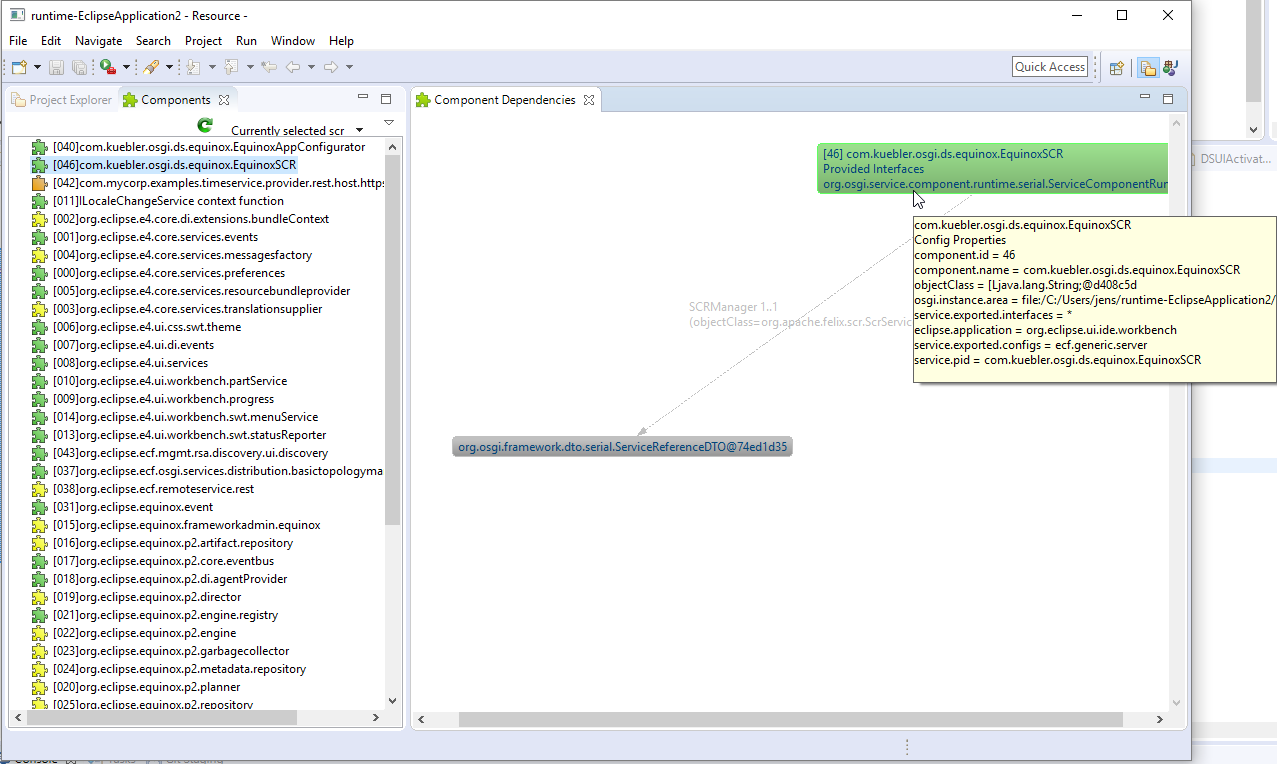 runtime-EclipseApplication2 - Resource -
File Edit Navigate Search Project Run Window Help
Quick Access
Project Explorer Components
Currently selected scr
[040]com.kuebler.osgi.ds.equinox.EquinoxAppConfigurator
[046]com.kuebler.osgi.ds.equinox.EquinoxSCR
[042]com.mycorp.examples.timeservice.provider.rest.host.https
[011]ILocaleChangeService context function
[002]org.eclipse.e4.core.di.extensions.bundleContext
[001]org.eclipse.e4.core.services.events
[004]org.eclipse.e4.core.services.messagesfactory
[000]org.eclipse.e4.core.services.preferences
[005]org.eclipse.e4.core.services.resourcebundleprovider
[003]org.eclipse.e4.core.services.translationsupplier
[006]org.eclipse.e4.ui.css.swt.theme
[007]org.eclipse.e4.ui.di.events
[008]org.eclipse.e4.ui.services
[010]org.eclipse.e4.ui.workbench.partService
[009]org.eclipse.e4.ui.workbench.progress
[014]org.eclipse.e4.ui.workbench.swt.menuService
[013]org.eclipse.e4.ui.workbench.swt.statusReporter
[043]org.eclipse.ecf.mgmt.rsa.discovery.ui.discovery
[037]org.eclipse.ecf.osgi.services.distribution.basictopologyma
[038]org.eclipse.ecf.remoteservice.rest
[031]org.eclipse.equinox.event
[015]org.eclipse.equinox.frameworkadmin.equinox
[016]org.eclipse.equinox.p2.artifact.repository
[017]org.eclipse.equinox.p2.core.eventbus
[018]org.eclipse.equinox.p2.di.agentProvider
[019]org.eclipse.equinox.p2.director
[021]org.eclipse.equinox.p2.engine.registry
[022]org.eclipse.equinox.p2.engine
[023]org.eclipse.equinox.p2.garbagecollector
[024]org.eclipse.equinox.p2.metadata.repository
[020]org.eclipse.equinox.p2.planner
[025]org.eclipse.equinox.p2.repository
Component Dependencies
[46] com.kuebler.osgi.ds.equinox.EquinoxSCR
Provided Interfaces
org.osgi.service.component.runtime.serial.ServiceComponentRun
com.kuebler.osgi.ds.equinox.EquinoxSCR
Config Properties
component.id = 46
component.name = com.kuebler.osgi.ds.equinox.EquinoxSCR
objectClass = [Ljava.lang.String;@d408c5d
osgi.instance.area = file:/C:/Users/jens/runtime-EclipseApplication2/
service.exported.interfaces = *
eclipse.application = org.eclipse.ui.ide.workbench
service.exported.configs = ecf.generic.server
service.pid = com.kuebler.osgi.ds.equinox.EquinoxSCR
SCRManager 1..1
(objectClass=org.apache.felix.scr.ScrServic
org.osgi.framework.dto.serial.ServiceReferenceDTO@74ed1d35
DSUIActivat...